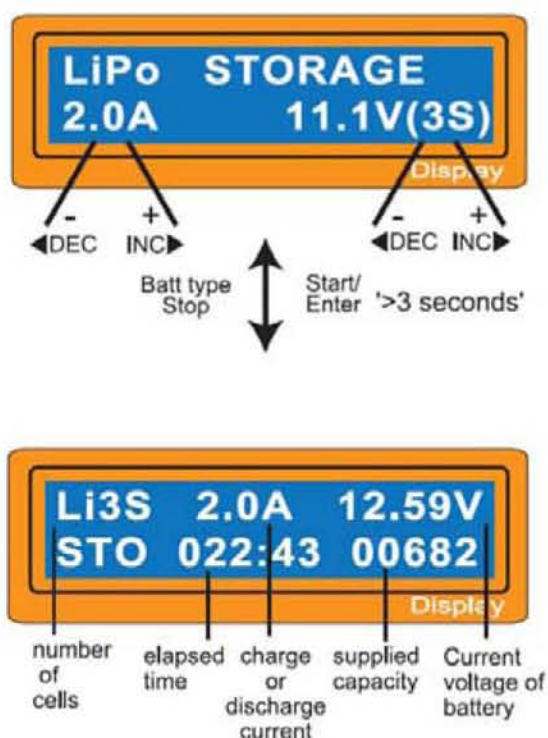 LiPo STORAGE
2.0A 11.1V(3S)
Display
- + - +
◀DEC INC▶ ◀DEC INC▶
Batt type Start/
Stop Enter '>3 seconds'
Li3S 2.0A 12.59V
STO 022:43 00682
Display
number elapsed charge supplied Current
of time or capacity voltage of
cells discharge battery
current